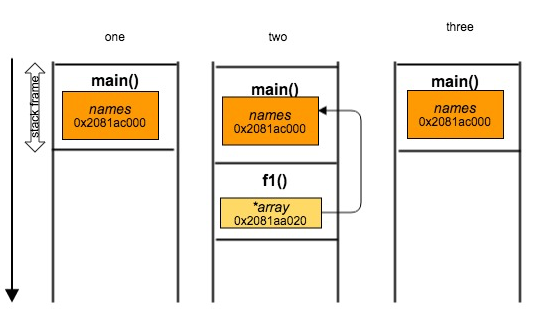 one
two
three
stack frame
main()
names
0x2081ac000
main()
names
0x2081ac000
f1()
*array
0x2081aa020
main()
names
0x2081ac000